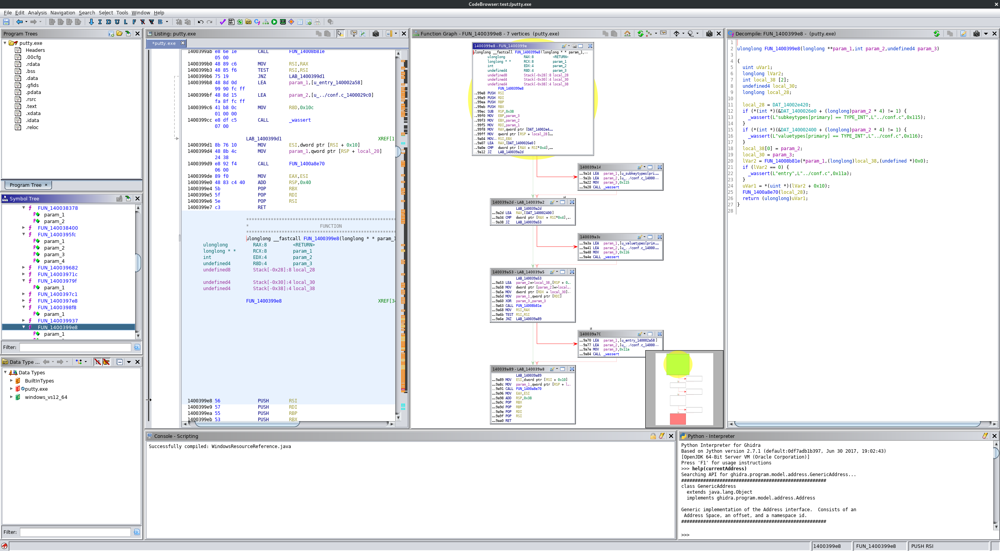 CodeBrowser: test:/putty.exe
File Edit Analysis Navigation Search Select Tools Window Help
Program Trees
putty.exe
Headers
.00cfg
.rdata
.bss
.data
.gfids
.pdata
.rsrc
.text
.xdata
.idata
.reloc
Program Tree
Symbol Tree
FUN_140038378
param_1
param_2
FUN_140038400
FUN_1400395fc
param_1
param_2
param_3
param_4
FUN_140039682
FUN_14003971c
FUN_14003979f
param_1
FUN_1400397c1
FUN_1400397e8
FUN_1400398f8
param_1
FUN_140039937
FUN_1400399e8
param_1
Filter:
Data Type ...
Data Types
BuiltInTypes
putty.exe
windows_vs12_64
Filter:
Listing: putty.exe
*putty.exe
1400399ab e8 6e 1e CALL FUN_14008b81e
05 00
1400399b0 48 89 c6 MOV RSI,RAX
1400399b3 48 85 f6 TEST RSI,RSI
1400399b6 75 19 JNZ LAB_1400399d1
1400399b8 48 8d 0d LEA param_1,[u_entry_140002a58]
99 90 fc ff
1400399bf 48 8d 15 LEA param_2,[u_../conf.c_1400029c0]
fa 8f fc ff
1400399c6 41 b8 0c MOV R8D,0x10c
01 00 00
1400399cc e8 df c5 CALL _wassert
07 00
LAB_1400399d1 XREF[1
1400399d1 8b 76 10 MOV ESI,dword ptr [RSI + 0x10]
1400399d4 48 8b 4c MOV param_1,qword ptr [RSP + local_20]
24 38
1400399d9 e8 92 f4 CALL FUN_1400a8e70
06 00
1400399de 89 f0 MOV EAX,ESI
1400399e0 48 83 c4 40 ADD RSP,0x40
1400399e4 5b POP RBX
1400399e5 5f POP RDI
1400399e6 5e POP RSI
1400399e7 c3 RET
* FUNCTION
ulonglong __fastcall FUN_1400399e8(longlong * * param_1
ulonglong RAX:8 <RETURN>
longlong * * RCX:8 param_1
int EDX:4 param_2
undefined4 R8D:4 param_3
undefined8 Stack[-0x28]:8 local_28
undefined4 Stack[-0x30]:4 local_30
undefined4 Stack[-0x38]:4 local_38
FUN_1400399e8 XREF[34
1400399e8 56 PUSH RSI
1400399e9 57 PUSH RDI
1400399ea 55 PUSH RBP
1400399eb 53 PUSH RBX
Function Graph - FUN_1400399e8 - 7 vertices (putty.exe)
1400399e8 - FUN_1400399e
ulonglong __fastcall FUN_1400399e8(longlong * * param_1,...
ulonglong RAX:8 <RETURN>
longlong * * RCX:8 param_1
int EDX:4 param_2
undefined4 R8D:4 param_3
undefined8 Stack[-0x28]:8 local_28
undefined4 Stack[-0x30]:4 local_30
undefined4 Stack[-0x38]:4 local_38
FUN_1400399e8
...99e8 PUSH RSI
...99e9 PUSH RDI
...99ea PUSH RBP
...99eb PUSH RBX
...99ec SUB RSP,0x38
...99f0 MOV EBP,param_3
...99f3 MOV EBX,param_2
...99f5 MOV RDI,param_1
...99f8 MOV RAX,qword ptr [DAT_14002e4...
...99ff MOV qword ptr [RSP + local_28]...
...9a04 MOV... RSI,EBX
...9a07 LEA RAX,[DAT_1400026e0]
...9a0e CMP dword ptr [RAX + RSI*0x4],...
...9a12 JZ LAB_140039a2d
140039a14
...9a14 LEA param_1,[u_subkeytypes[pri...
...9a1b LEA param_2,[u_../conf.c_14000...
...9a22 MOV param_3,0x115
...9a28 CALL _wassert
If
140039a2d - LAB_140039a2
LAB_140039a2d
...9a2d LEA RAX,[DAT_140002400]
...9a34 CMP dword ptr [RAX + RSI*0x4],...
...9a38 JZ LAB_140039a53
140039a3a
...9a3a LEA param_1,[u_valuetypes[prim...
...9a41 LEA param_2,[u_../conf.c_14000...
...9a48 MOV param_3,0x116
...9a4e CALL _wassert
140039a53 - LAB_140039a5
LAB_140039a53
...9a53 LEA param_2=>local_38,[RSP + 0...
...9a58 MOV dword ptr [param_2]=>local...
...9a5a MOV dword ptr [RDX + local_30]...
...9a5d MOV param_1,qword ptr [RDI]
...9a60 XOR param_3,param_3
...9a63 CALL FUN_14008b81e
...9a68 MOV RSI,RAX
...9a6b TEST RSI,RSI
...9a6e JNZ LAB_140039a89
140039a70
...9a70 LEA param_1,[u_entry_140002a58]
...9a77 LEA param_2,[u_../conf.c_14000...
...9a7e MOV param_3,0x11a
...9a84 CALL _wassert
140039a89 - LAB_140039a8
LAB_140039a89
...9a89 MOV ESI,dword ptr [RSI + 0x10]
...9a8c MOV param_1,qword ptr [RSP + l...
...9a91 CALL FUN_1400a8e70
...9a96 MOV EAX,ESI
...9a98 ADD RSP,0x38
...9a9c POP RBX
...9a9d POP RBP
...9a9e POP RDI
...9a9f POP RSI
...9aa0 RET
Decompile: FUN_1400399e8 - (putty.exe)
1
2 ulonglong FUN_1400399e8(longlong **param_1,int param_2,undefined4 param_3)
3
4 {
5 uint uVar1;
6 longlong lVar2;
7 int local_38 [2];
8 undefined4 local_30;
9 longlong local_28;
10
11 local_28 = DAT_14002e420;
12 if (*(int *)(&DAT_1400026e0 + (longlong)param_2 * 4) != 1) {
13 _wassert(L"subkeytypes[primary] == TYPE_INT",L"../conf.c",0x115);
14 }
15 if (*(int *)(&DAT_140002400 + (longlong)param_2 * 4) != 1) {
16 _wassert(L"valuetypes[primary] == TYPE_INT",L"../conf.c",0x116);
17 }
18 local_38[0] = param_2;
19 local_30 = param_3;
20 lVar2 = FUN_14008b81e(*param_1,(longlong)local_38,(undefined *)0x0);
21 if (lVar2 == 0) {
22 _wassert(L"entry",L"../conf.c",0x11a);
23 }
24 uVar1 = *(uint *)(lVar2 + 0x10);
25 FUN_1400a8e70(local_28);
26 return (ulonglong)uVar1;
27 }
28
Console - Scripting
Successfully compiled: WindowsResourceReference.java
Python - Interpreter
Python Interpreter for Ghidra
Based on Jython version 2.7.1 (default:0df7adb1b397, Jun 30 2017, 19:02:43)
[OpenJDK 64-Bit Server VM (Oracle Corporation)]
Press 'F1' for usage instructions
>>> help(currentAddress)
Searching API for ghidra.program.model.address.GenericAddress...
#####################################################
class GenericAddress
extends java.lang.Object
implements ghidra.program.model.address.Address
Generic implementation of the Address interface. Consists of an
Address Space, an offset, and a namespace id.
#####################################################
>>>
1400399e8 FUN_1400399e8 PUSH RSI